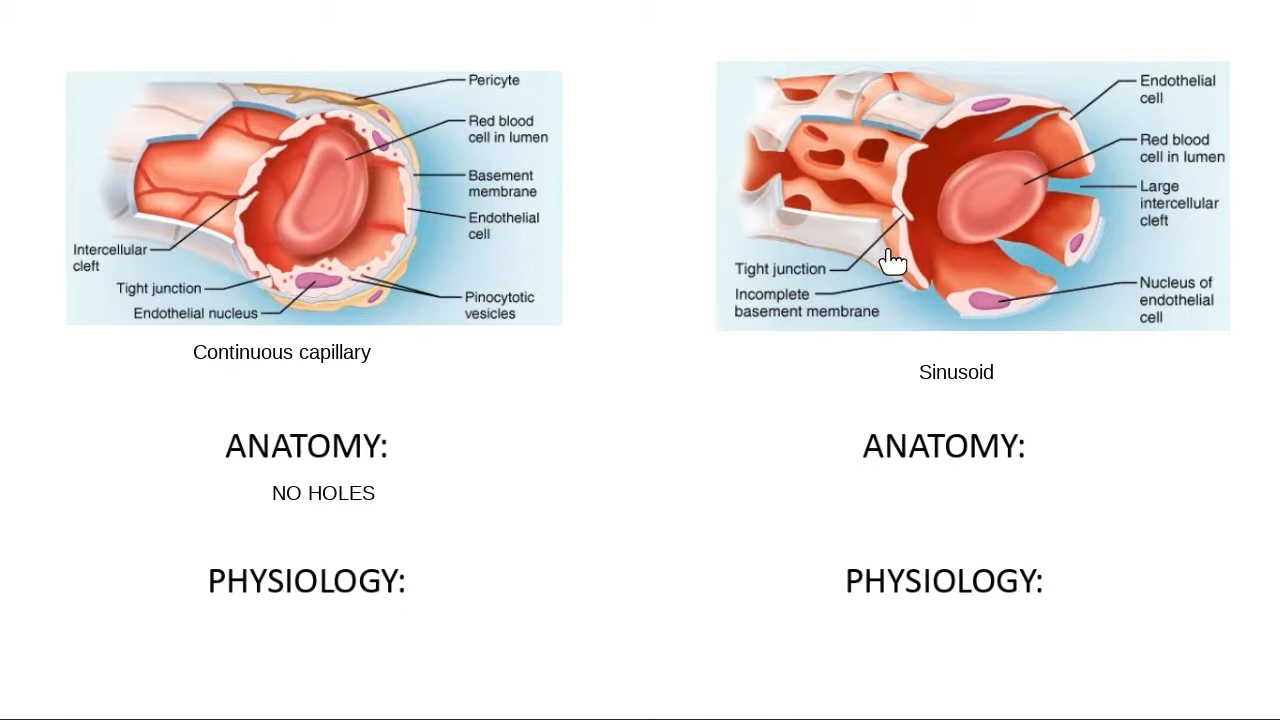 Pericyte
Red blood
cell in lumen
Basement
membrane
Endothelial
cell
Intercellular
cleft
Tight junction
Endothelial nucleus
Pinocytotic
vesicles
Continuous capillary
ANATOMY:
NO HOLES
PHYSIOLOGY:
Endothelial
cell
Red blood
cell in lumen
Large
intercellular
cleft
Tight junction
Incomplete
basement membrane
Nucleus of
endothelial
cell
Sinusoid
ANATOMY:
PHYSIOLOGY: